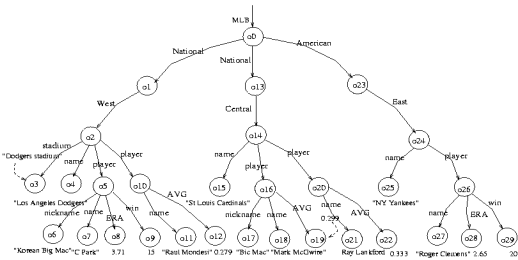 MLB
o0
National
National
American
o1
o13
o23
West
Central
East
o2
o14
o24
stadium
name
player
player
name
player
player
name
player
"Dodgers stadium"
o3
o4
o5
o10
o15
o16
o20
o25
o26
"Los Angeles Dodgers"
"St Louis Cardinals"
"NY Yankees"
nickname
name
ERA
win
name
AVG
nickname
name
AVG
name
0.299
AVG
name
ERA
win
o6
o7
o8
o9
o11
o12
o17
o18
o19
o21
o22
o27
o28
o29
"Korean Big Mac"
"C Park"
3.71
15
"Raul Mondesi"
0.279
"Bic Mac"
"Mark McGwire"
Ray Lankford
0.333
"Roger Clemens"
2.65
20